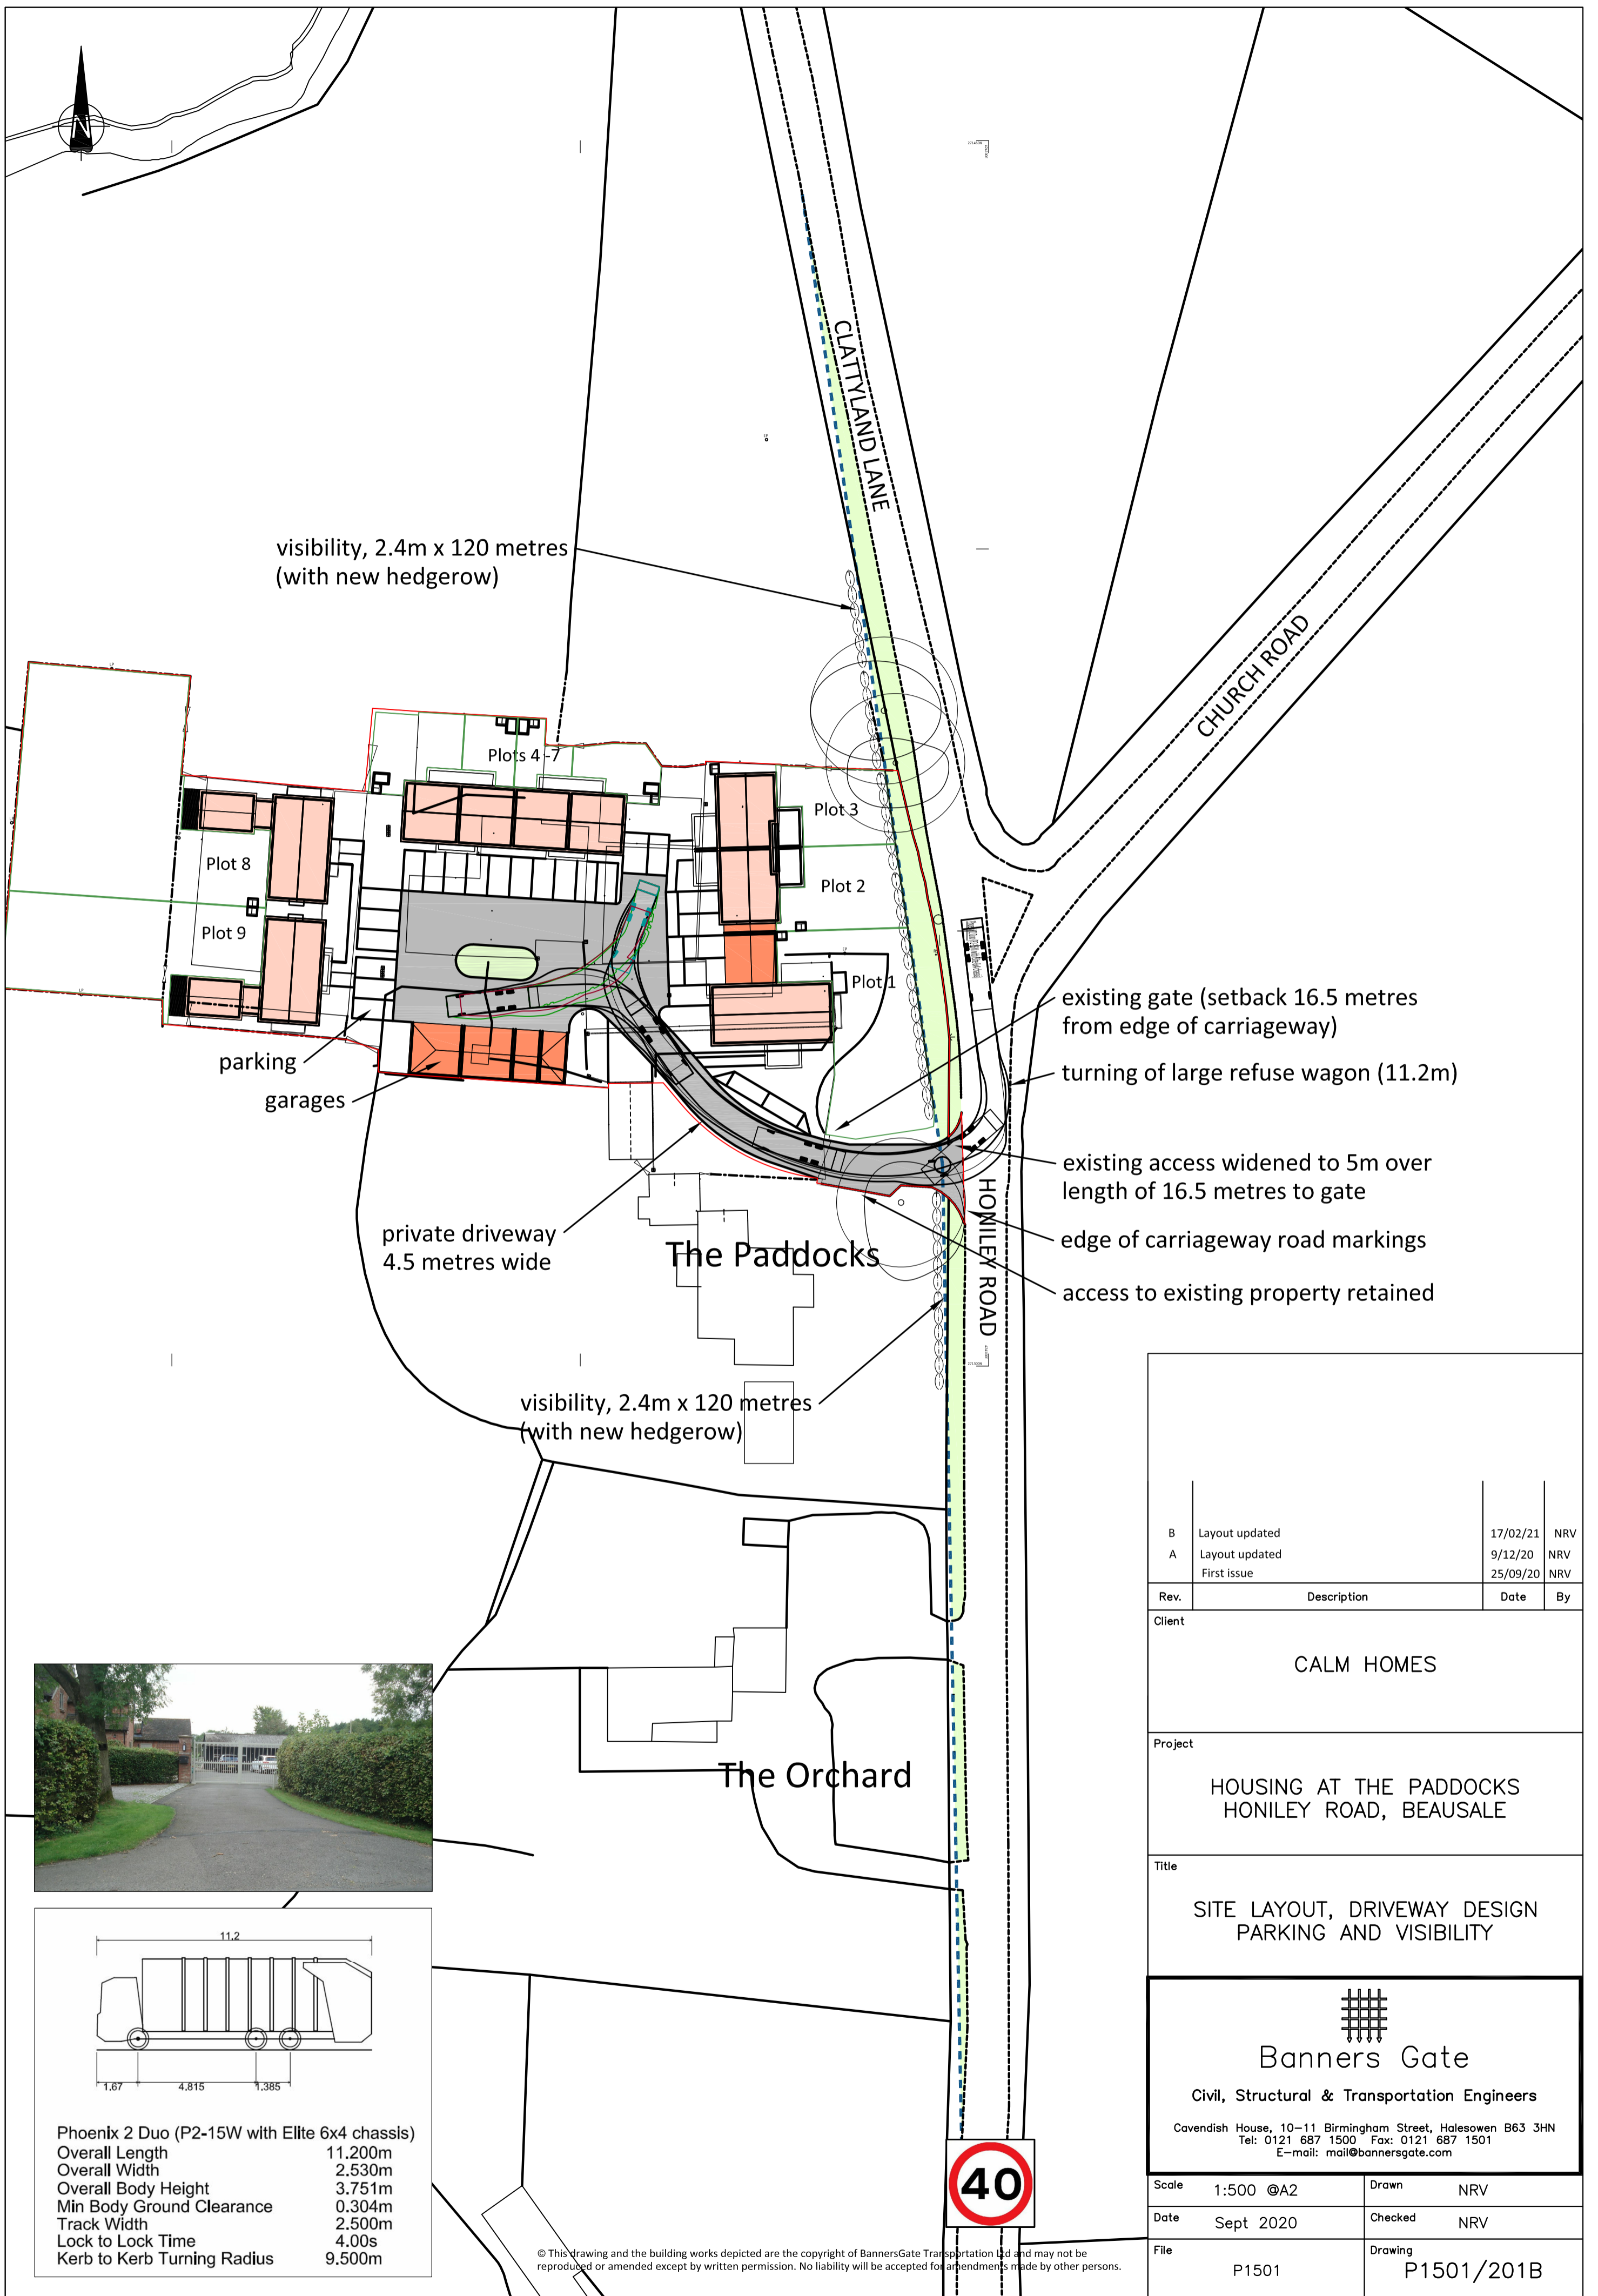 N
CLATTYLAND LANE
visibility, 2.4m x 120 metres
(with new hedgerow)
CHURCH ROAD
Plots 4-7
Plot 3
Plot 8
Plot 2
Plot 9
Plot 1
existing gate (setback 16.5 metres
from edge of carriageway)
parking
turning of large refuse wagon (11.2m)
garages
existing access widened to 5m over
length of 16.5 metres to gate
HONILEY ROAD
private driveway
4.5 metres wide
The Paddocks
edge of carriageway road markings
access to existing property retained
visibility, 2.4m x 120 metres
(with new hedgerow)
The Orchard
B Layout updated 17/02/21 NRV
A Layout updated 9/12/20 NRV
First issue 25/09/20 NRV
Rev. Description Date By
Client
CALM HOMES
Project
HOUSING AT THE PADDOCKS
HONILEY ROAD, BEAUSALE
Title
SITE LAYOUT, DRIVEWAY DESIGN
PARKING AND VISIBILITY
Banners Gate
Civil, Structural & Transportation Engineers
Cavendish House, 10-11 Birmingham Street, Halesowen B63 3HN
Tel: 0121 687 1500 Fax: 0121 687 1501
E-mail: mail@bannersgate.com
Scale 1:500 @A2 Drawn NRV
Date Sept 2020 Checked NRV
File P1501 Drawing P1501/201B
11.2
1.67 4.815 1.385
Phoenix 2 Duo (P2-15W with Elite 6x4 chassis)
Overall Length 11.200m
Overall Width 2.530m
Overall Body Height 3.751m
Min Body Ground Clearance 0.304m
Track Width 2.500m
Lock to Lock Time 4.00s
Kerb to Kerb Turning Radius 9.500m
40
© This drawing and the building works depicted are the copyright of BannersGate Transportation Ltd and may not be
reproduced or amended except by written permission. No liability will be accepted for amendments made by other persons.